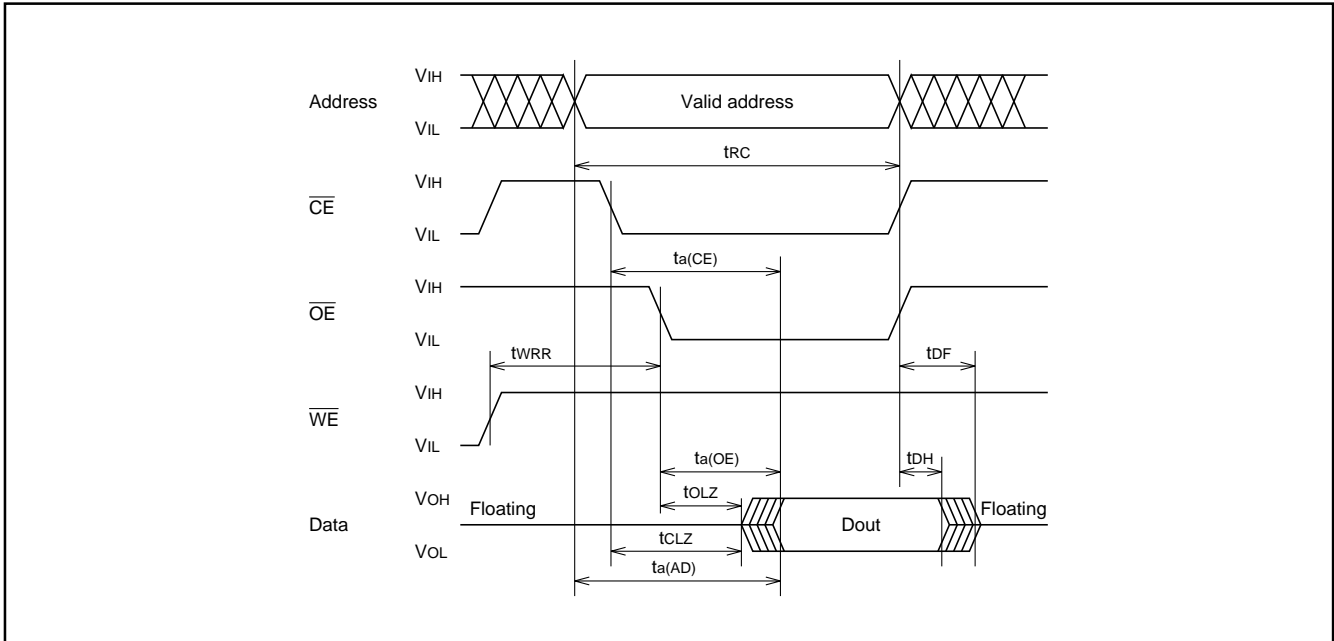 VIH
Address
Valid address
VIL
tRC
VIH
CE
VIL
ta(CE)
VIH
OE
VIL
tWRR
tDF
VIH
WE
VIL
ta(OE)
tDH
VOH
Floating
tOLZ
Floating
Data
Dout
tCLZ
VOL
ta(AD)